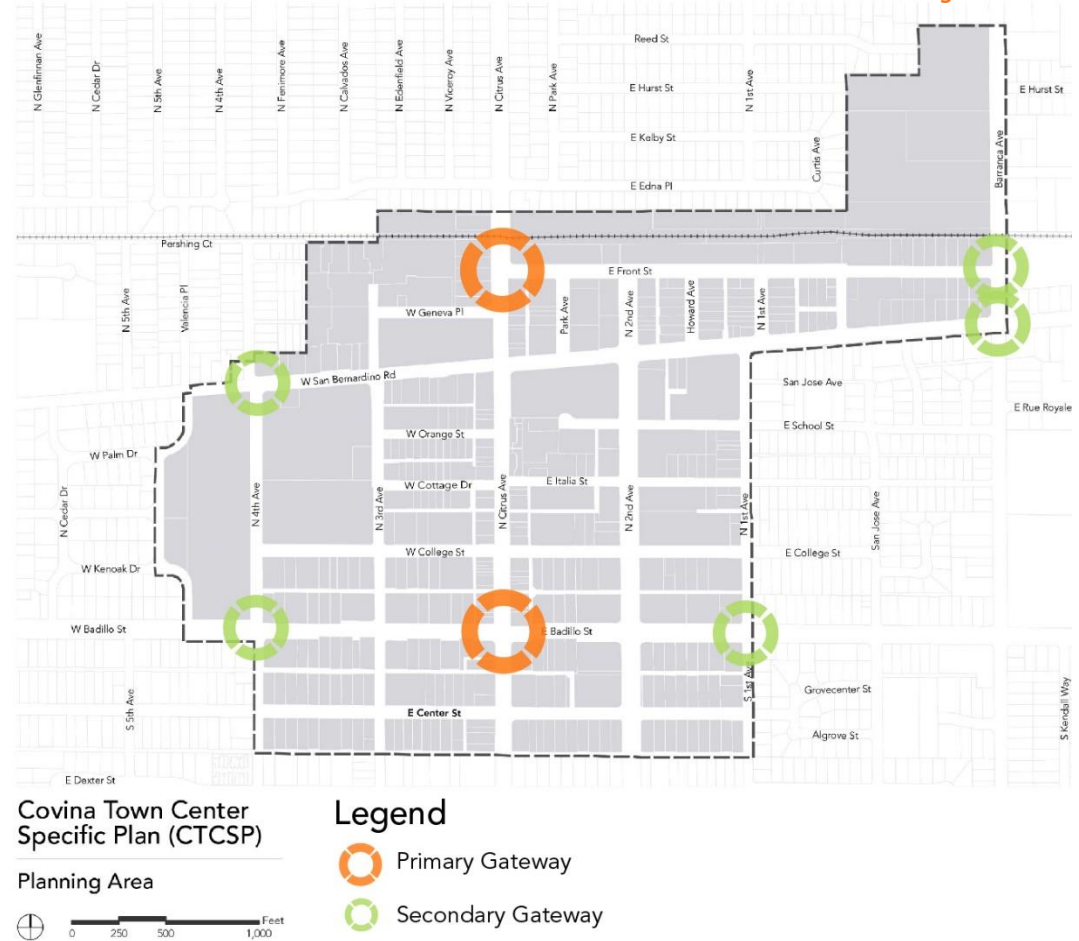 N Glenfinnan Ave
N Cedar Dr
N 5th Ave
N 4th Ave
N Fenimore Ave
N Calvados Ave
N Edenfield Ave
N Viceroy Ave
N Citrus Ave
N Park Ave
Reed St
E Hurst St
N 1st Ave
E Hurst St
E Kelby St
Curtis Ave
Barranca Ave
E Edna Pl
Pershing Ct
E Front St
N 5th Ave
Valencia Pl
W Geneva Pl
Park Ave
N 2nd Ave
Howard Ave
N 1st Ave
W San Bernardino Rd
San Jose Ave
E Rue Royale
W Orange St
E School St
W Palm Dr
N Cedar Dr
N 4th Ave
N 3rd Ave
W Cottage Dr
N Citrus Ave
E Italia St
N 2nd Ave
N 1st Ave
San Jose Ave
W College St
E College St
W Kenoak Dr
W Badillo St
E Badillo St
S 5th Ave
S 1st Ave
Grovecenter St
S Kendall Way
E Center St
Algrove St
E Dexter St
Covina Town Center
Specific Plan (CTCSP)
Planning Area
Feet
0 250 500 1,000
Legend
Primary Gateway
Secondary Gateway